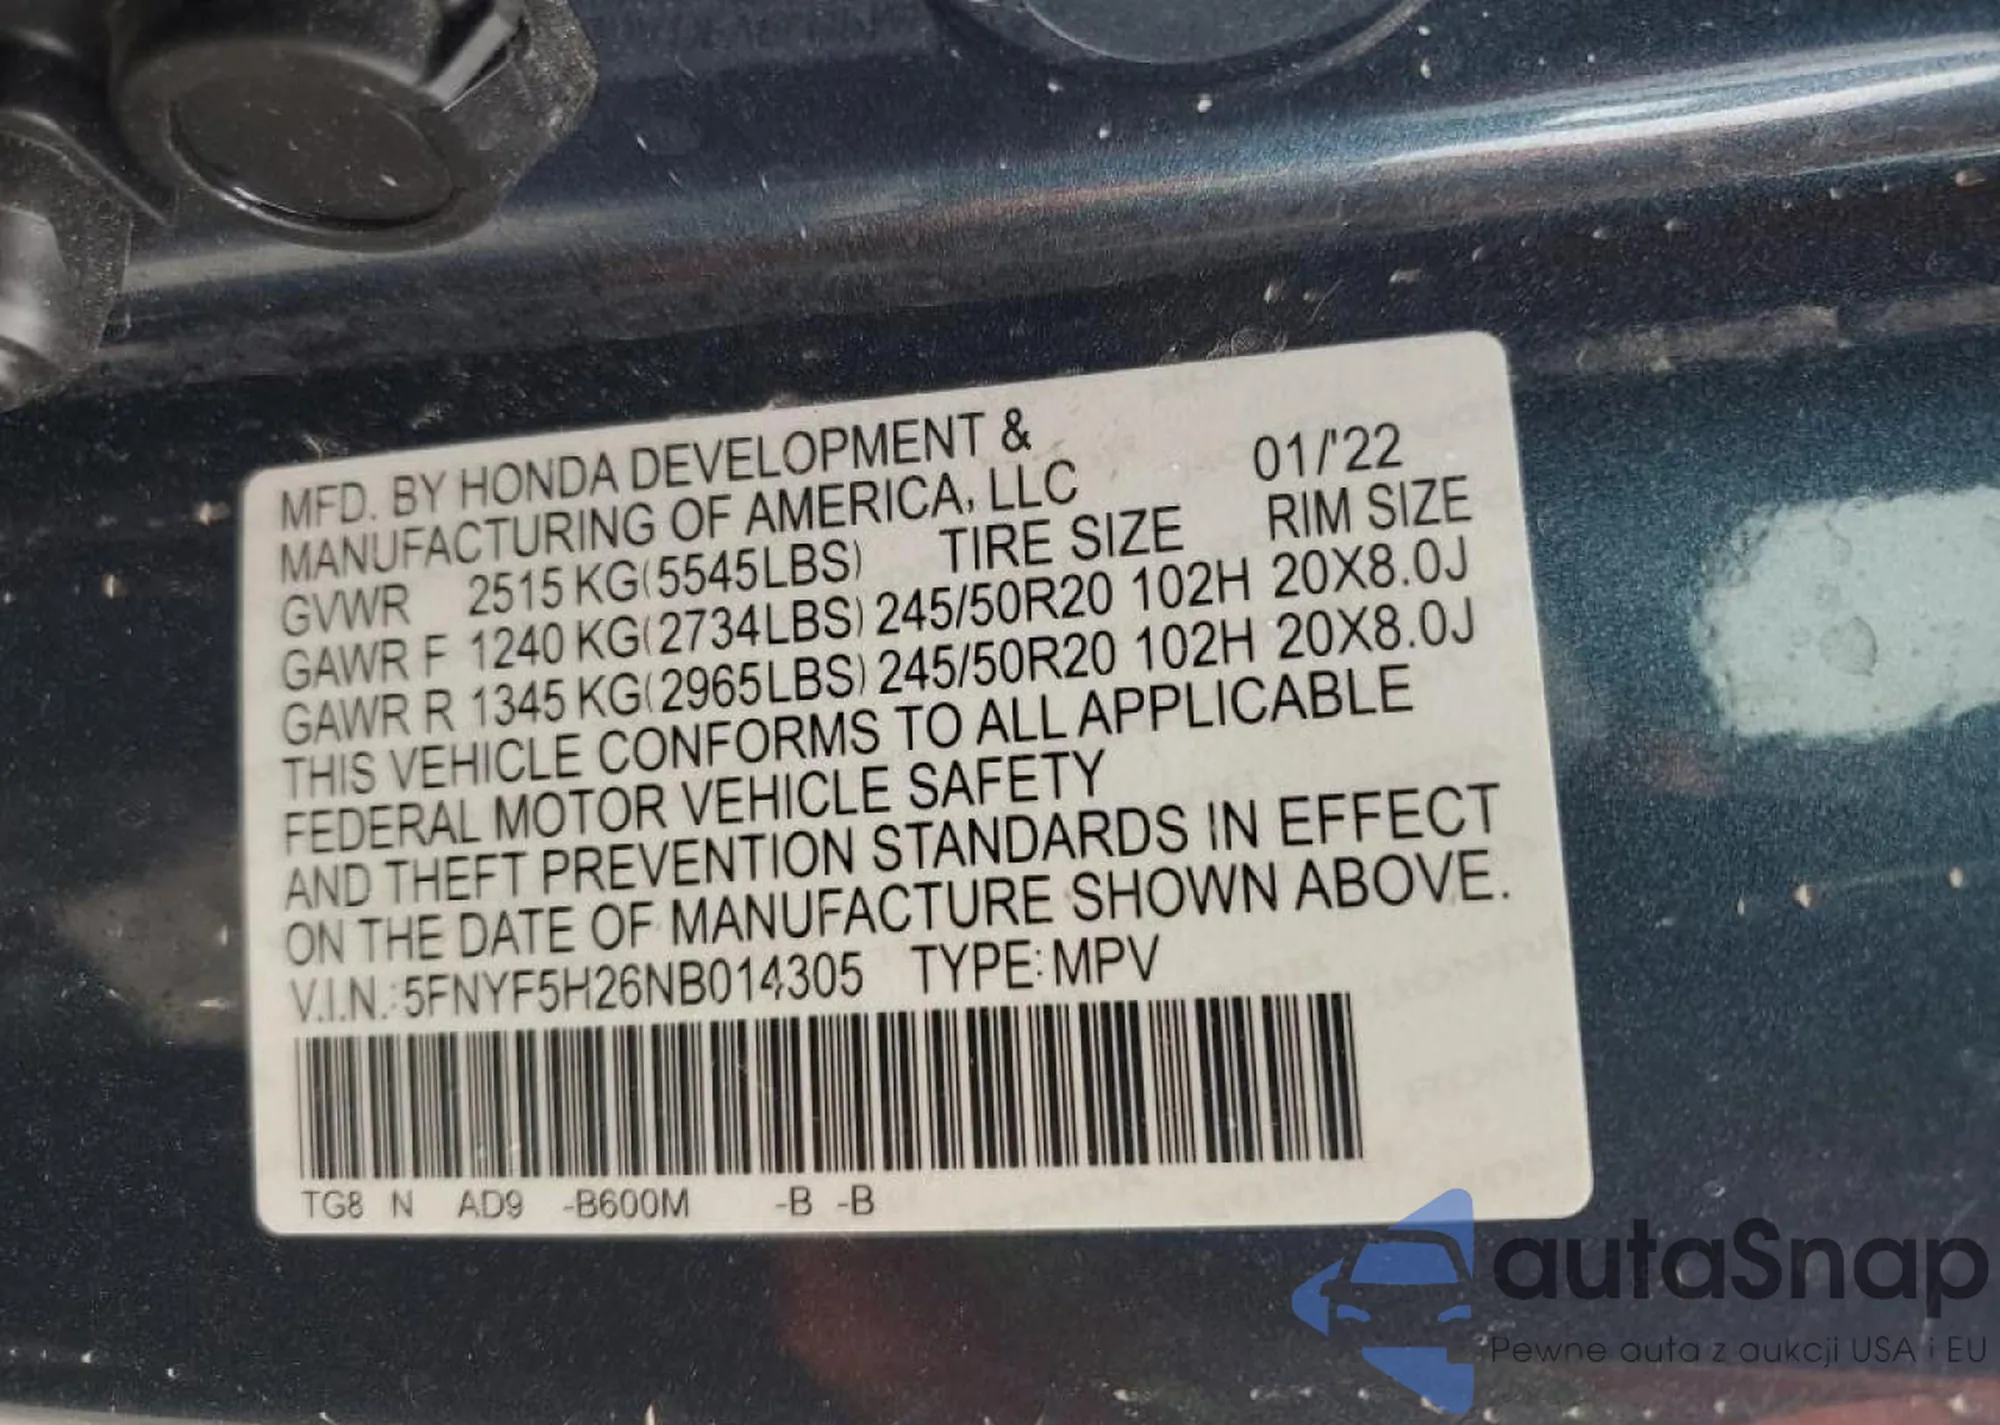 MFD. BY HONDA DEVELOPMENT &
MANUFACTURING OF AMERICA, LLC 01/'22
GVWR 2515 KG(5545LBS) TIRE SIZE RIM SIZE
GAWR F 1240 KG(2734LBS) 245/50R20 102H 20X8.0J
GAWR R 1345 KG(2965LBS) 245/50R20 102H 20X8.0J
THIS VEHICLE CONFORMS TO ALL APPLICABLE
FEDERAL MOTOR VEHICLE SAFETY
AND THEFT PREVENTION STANDARDS IN EFFECT
ON THE DATE OF MANUFACTURE SHOWN ABOVE.
V.I.N.:5FNYF5H26NB014305 TYPE:MPV
TG8 N AD9 -B600M -B -B
autaSnap
Pewne auta z aukcji USA i EU